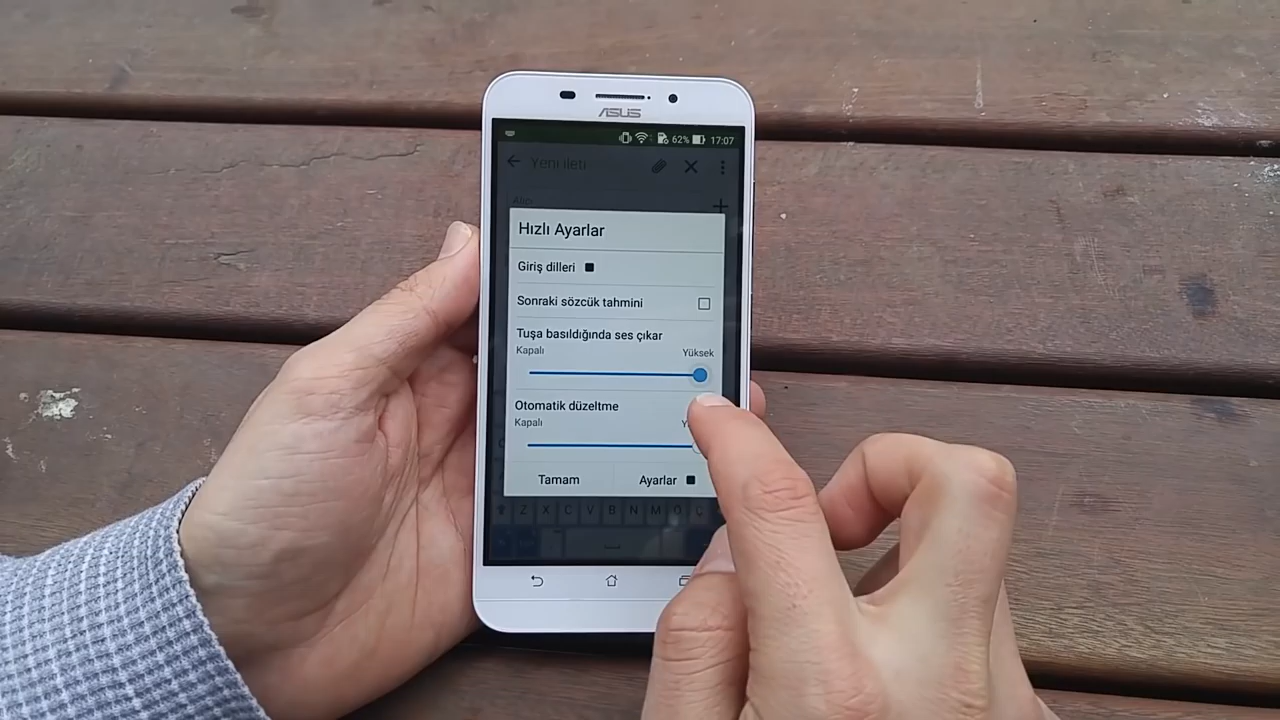 ASUS
62% 17:07
Yeni ileti
Alıcı
Hızlı Ayarlar
Giriş dilleri
Sonraki sözcük tahmini
Tuşa basıldığında ses çıkar
Kapalı Yüksek
Otomatik düzeltme
Kapalı
Tamam Ayarlar
Z X C V B N M Ö Ç